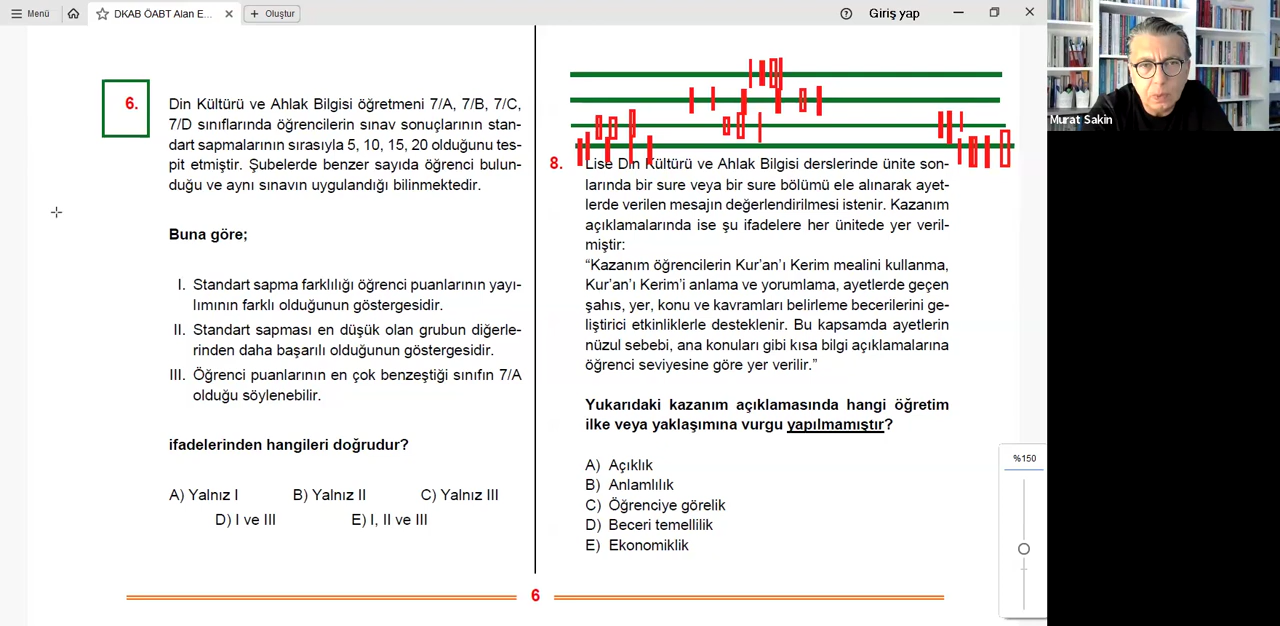 Menü
DKAB ÖABT Alan E...
Oluştur
Giriş yap
Murat Sakin
6.
Din Kültürü ve Ahlak Bilgisi öğretmeni 7/A, 7/B, 7/C,
7/D sınıflarında öğrencilerin sınav sonuçlarının stan-
dart sapmalarının sırasıyla 5, 10, 15, 20 olduğunu tes-
pit etmiştir. Şubelerde benzer sayıda öğrenci bulun-
duğu ve aynı sınavın uygulandığı bilinmektedir.
Buna göre;
I. Standart sapma farklılığı öğrenci puanlarının yayı-
lımının farklı olduğunun göstergesidir.
II. Standart sapması en düşük olan grubun diğerle-
rinden daha başarılı olduğunun göstergesidir.
III. Öğrenci puanlarının en çok benzeştiği sınıfın 7/A
olduğu söylenebilir.
ifadelerinden hangileri doğrudur?
A) Yalnız I B) Yalnız II C) Yalnız III
D) I ve III E) I, II ve III
8.
Lise Din Kültürü ve Ahlak Bilgisi derslerinde ünite son-
larında bir sure veya bir sure bölümü ele alınarak ayet-
lerde verilen mesajın değerlendirilmesi istenir. Kazanım
açıklamalarında ise şu ifadelere her ünitede yer veril-
miştir:
“Kazanım öğrencilerin Kur’an’ı Kerim mealini kullanma,
Kur’an’ı Kerim’i anlama ve yorumlama, ayetlerde geçen
şahıs, yer, konu ve kavramları belirleme becerilerini ge-
liştirici etkinliklerle desteklenir. Bu kapsamda ayetlerin
nüzul sebebi, ana konuları gibi kısa bilgi açıklamalarına
öğrenci seviyesine göre yer verilir.”
Yukarıdaki kazanım açıklamasında hangi öğretim
ilke veya yaklaşımına vurgu yapılmamıştır?
A) Açıklık
B) Anlamlılık
C) Öğrenciye görelik
D) Beceri temellilik
E) Ekonomiklik
%150
6